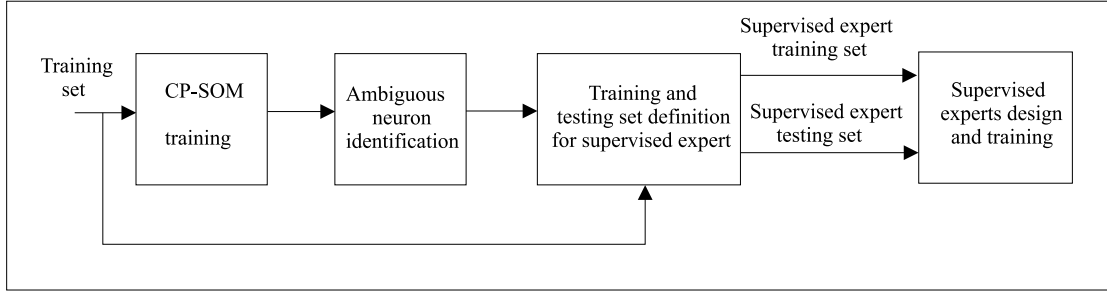 Training
set
CP-SOM
training
Ambiguous
neuron
identification
Training and
testing set definition
for supervised expert
Supervised expert
training set
Supervised expert
testing set
Supervised
experts design
and training